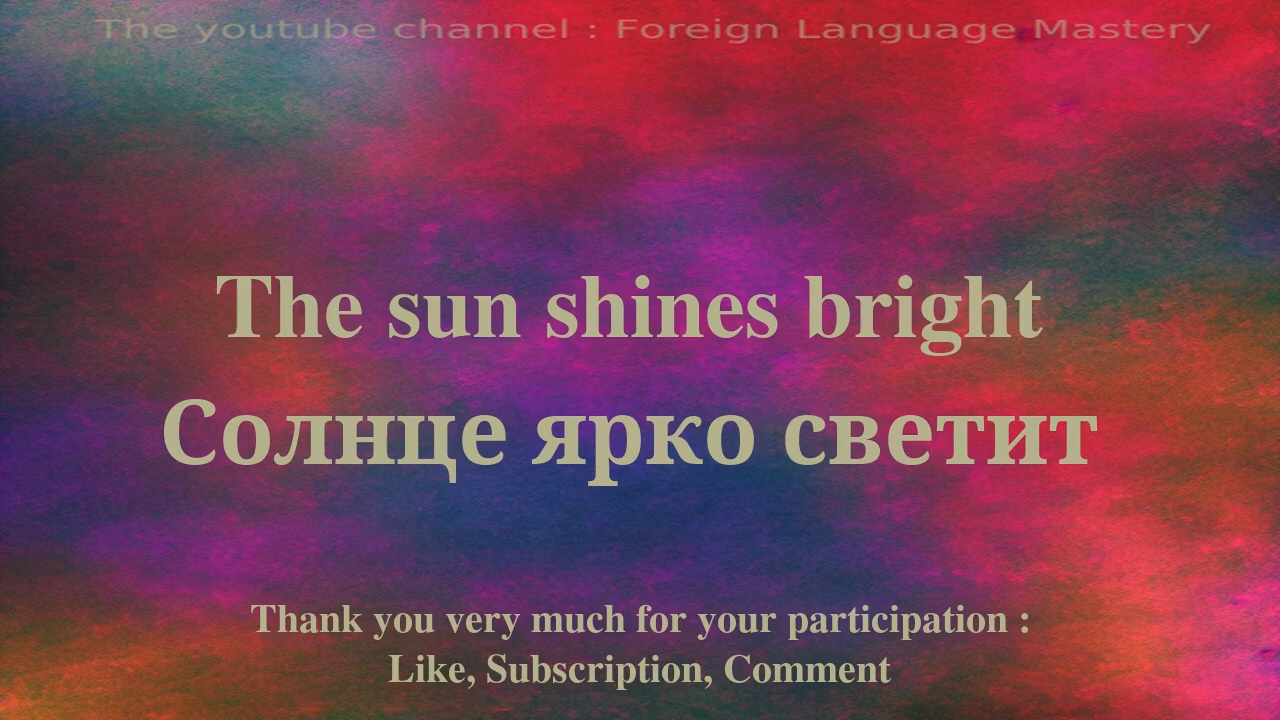 The youtube channel : Foreign Language Mastery
The sun shines bright
Солнце ярко светит
Thank you very much for your participation :
Like, Subscription, Comment